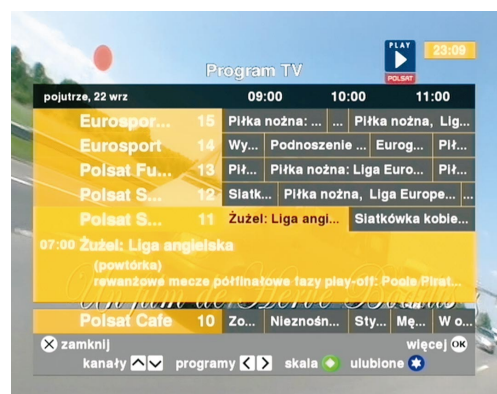 PLAY
POLSAT
23:09
Program TV
pojutrze, 22 wrz 09:00 10:00 11:00
Eurospor... 15 Piłka nożna: ... ... Piłka nożna, Lig...
Eurosport 14 Wy... Podnoszenie ... Eurog... Pił...
Polsat Fu... 13 Pił... Piłka nożna: Liga Euro... Pił...
Polsat S... 12 Siatk... Piłka nożna, Liga Europe... ...
Polsat S... 11 Żużel: Liga angi... Siatkówka kobie...
07:00 Żużel: Liga angielska
(powtórka)
rewanżowe mecze półfinałowe fazy play-off: Poole Pirat...
Un film de Hervé
Polsat Cafe 10 Zo... Nieznośn... Sty... Mę... W o...
zamknij więcej OK
kanały programy skala ulubione